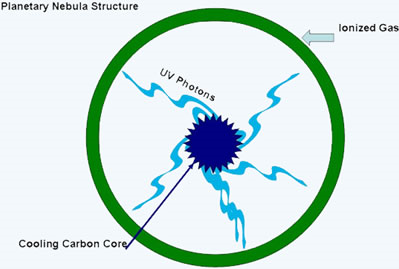 Planetary Nebula Structure
Ionized Gas
UV Photons
Cooling Carbon Core